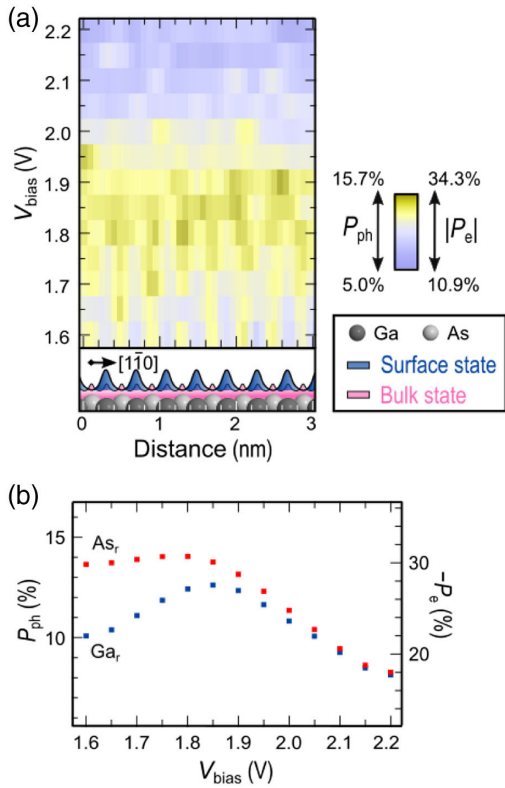 (a)
2.2
2.1
2.0
1.9
1.8
1.7
1.6
V_bias (V)
[11̄0]
0
1
2
3
Distance (nm)
15.7%
34.3%
P_ph
|P_e|
5.0%
10.9%
Ga
As
Surface state
Bulk state
(b)
15
10
P_ph (%)
As_r
Ga_r
30
20
−P_e (%)
1.6
1.7
1.8
1.9
2.0
2.1
2.2
V_bias (V)